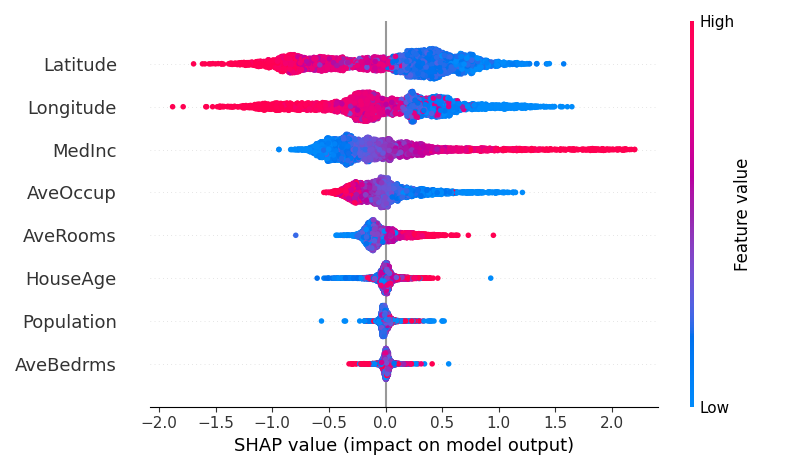 High
Latitude
Longitude
MedInc
AveOccup
AveRooms
HouseAge
Population
AveBedrms
Feature value
Low
−2.0 −1.5 −1.0 −0.5 0.0 0.5 1.0 1.5 2.0
SHAP value (impact on model output)